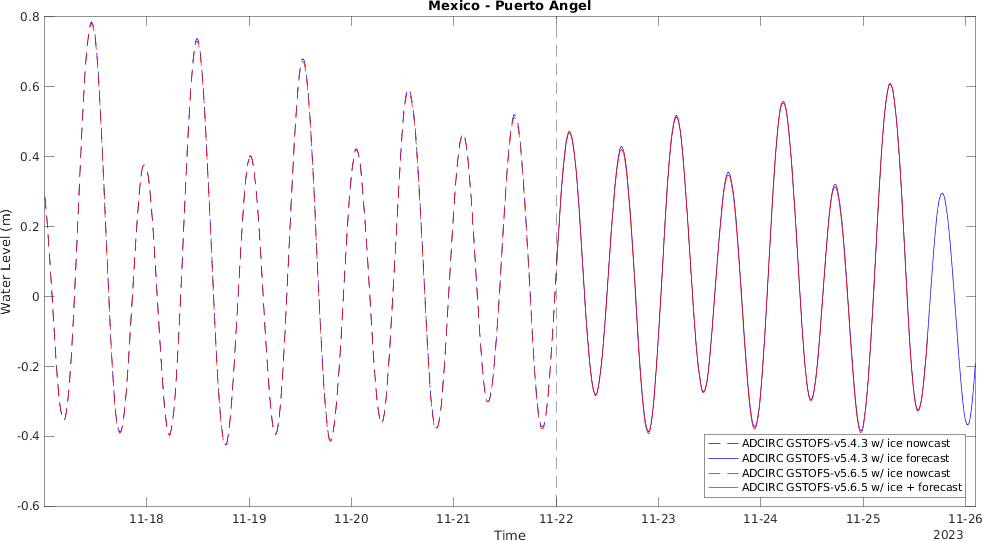 Mexico - Puerto Angel
0.8
0.6
0.4
0.2
0
-0.2
-0.4
-0.6
Water Level (m)
ADCIRC GSTOFS-v5.4.3 w/ ice nowcast
ADCIRC GSTOFS-v5.4.3 w/ ice forecast
ADCIRC GSTOFS-v5.6.5 w/ ice nowcast
ADCIRC GSTOFS-v5.6.5 w/ ice + forecast
11-18 11-19 11-20 11-21 11-22 11-23 11-24 11-25 11-26
Time
2023